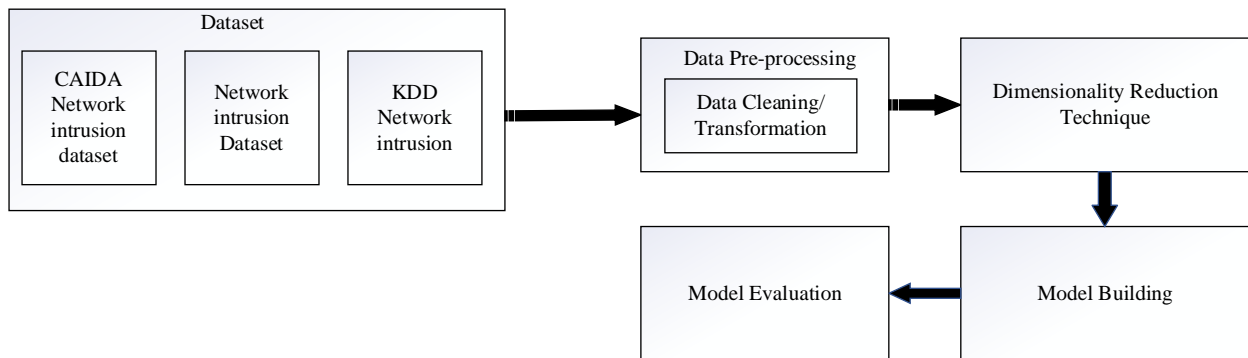 Dataset
CAIDA
Network
intrusion
dataset
Network
intrusion
Dataset
KDD
Network
intrusion
Data Pre-processing
Data Cleaning/
Transformation
Dimensionality Reduction
Technique
Model Evaluation
Model Building